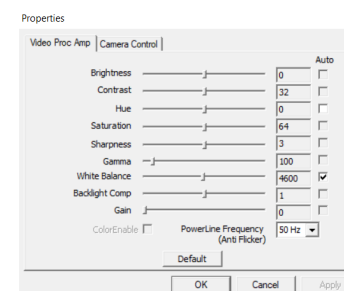 Properties
Video Proc Amp Camera Control
Auto
Brightness 0
Contrast 32
Hue 0
Saturation 64
Sharpness 3
Gamma 100
White Balance 4600
Backlight Comp 1
Gain 0
ColorEnable PowerLine Frequency 50 Hz
(Anti Flicker)
Default
OK Cancel Apply